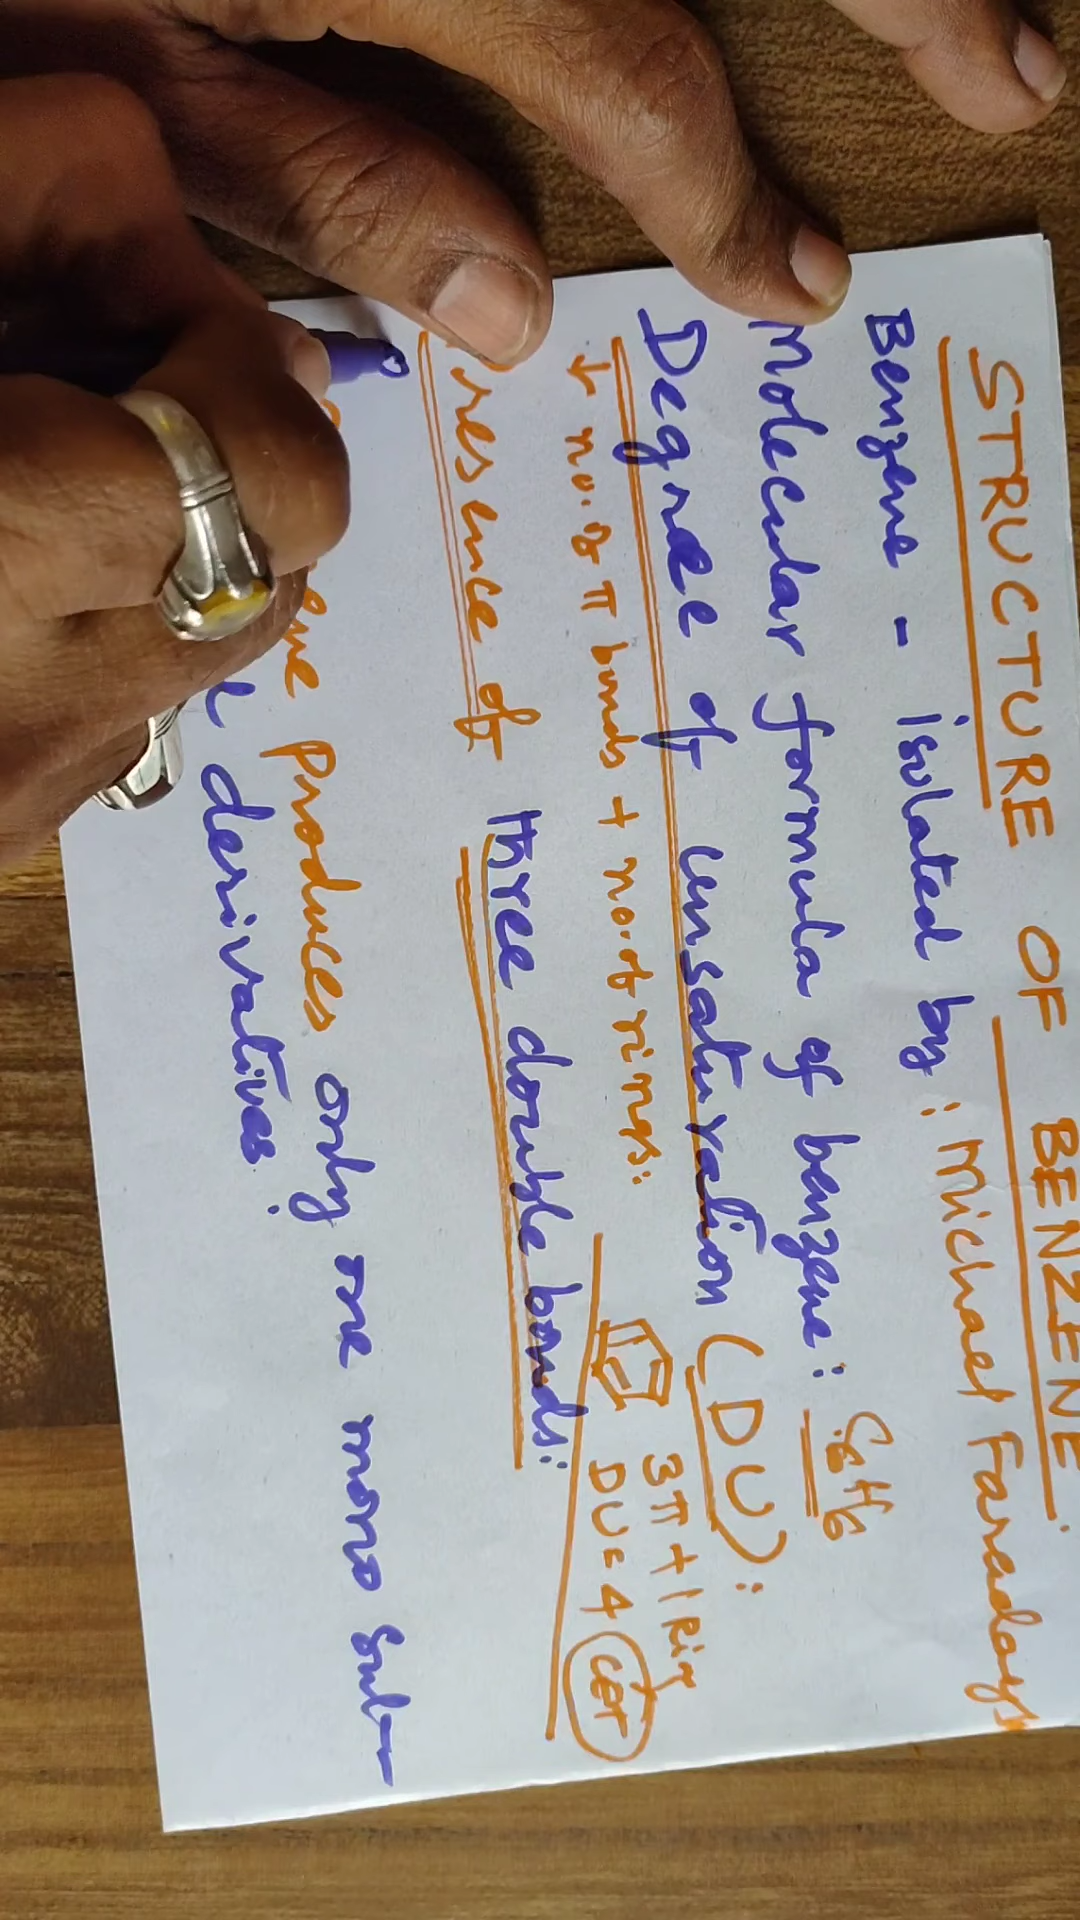 STRUCTURE OF BENZENE
Benzene - isolated by : Michael Faraday
Molecular formula of benzene : C6H6
Degree of unsaturation (DU) :
↓ no. of π bonds + no. of rings.
3π + 1 Ring
DU = 4 CET
Presence of three double bonds :
produces only one mono sub-
derivatives.